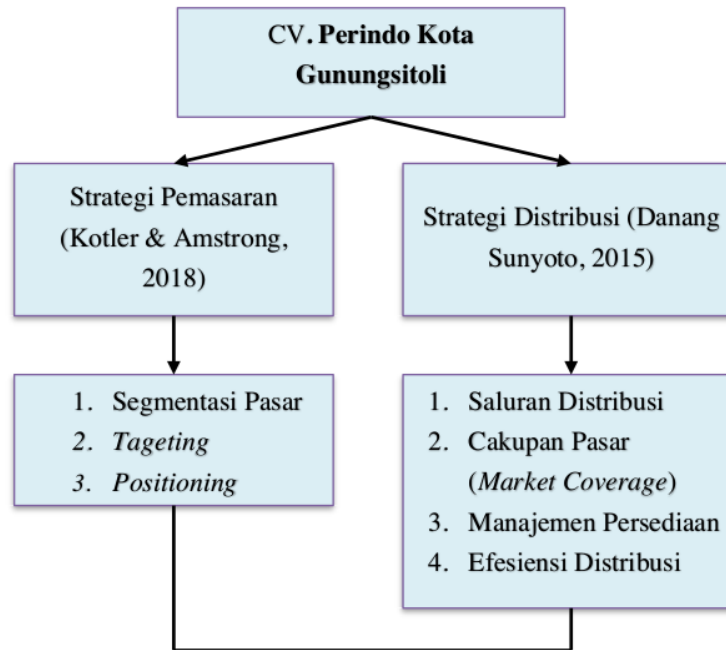 CV. Perindo Kota
Gunungsitoli
Strategi Pemasaran
(Kotler & Amstrong,
2018)
Strategi Distribusi (Danang
Sunyoto, 2015)
1. Segmentasi Pasar
2. Tageting
3. Positioning
1. Saluran Distribusi
2. Cakupan Pasar
(Market Coverage)
3. Manajemen Persediaan
4. Efesiensi Distribusi